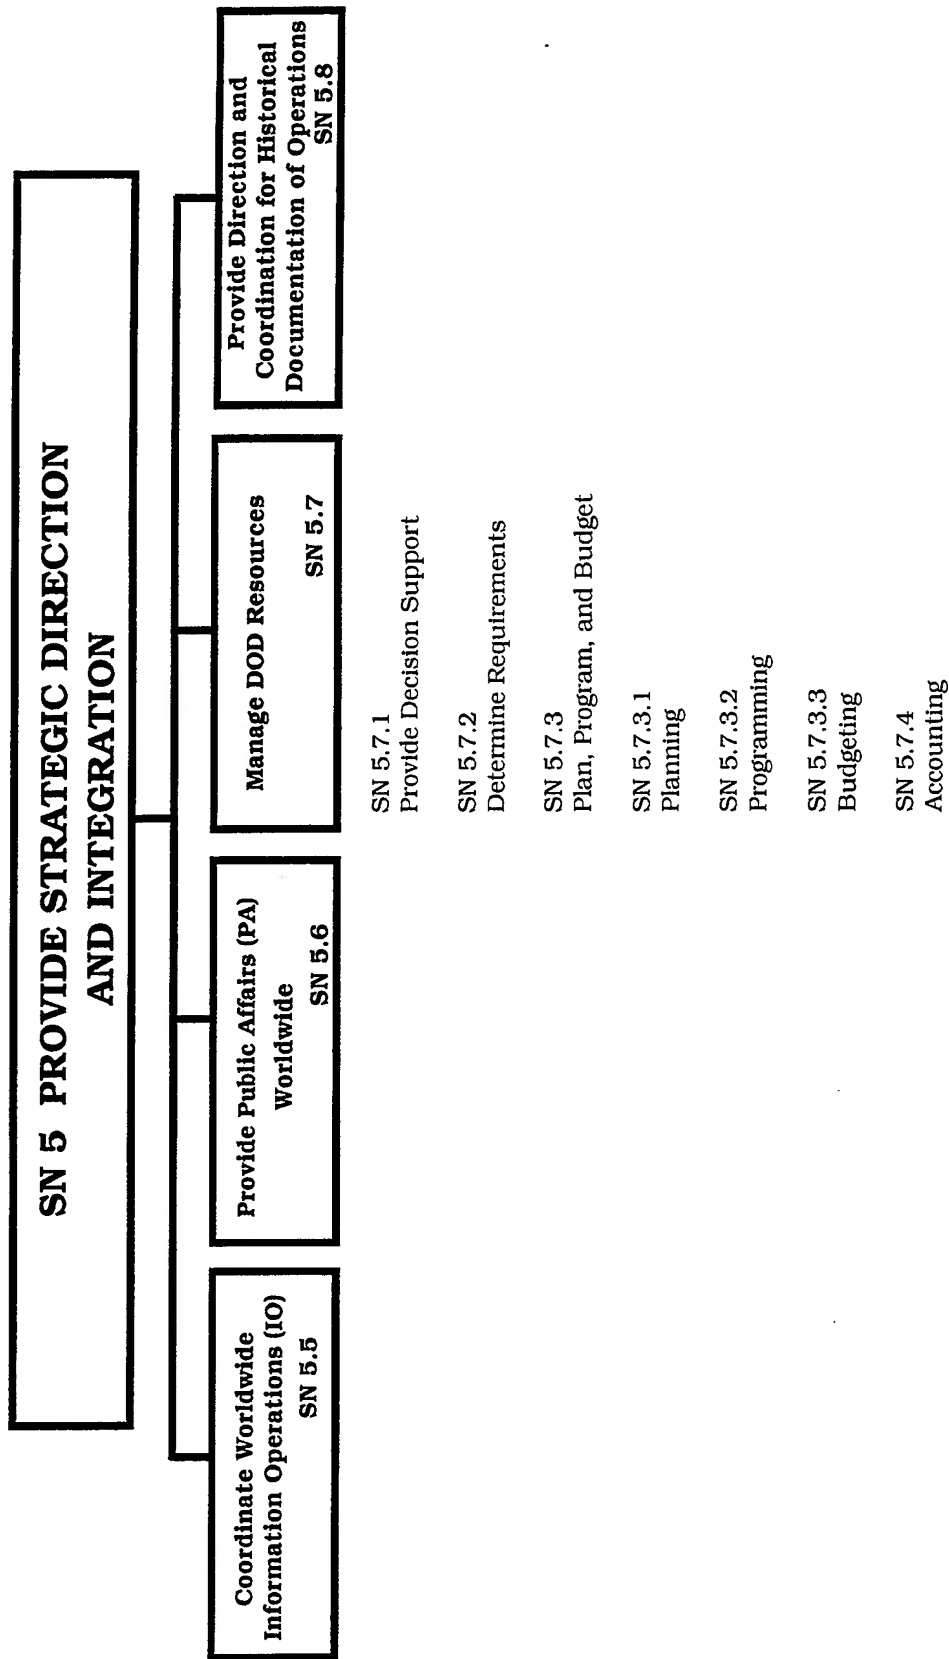 SN 5 PROVIDE STRATEGIC DIRECTION
AND INTEGRATION
Coordinate Worldwide
Information Operations (IO)
SN 5.5
Provide Public Affairs (PA)
Worldwide
SN 5.6
Manage DOD Resources
SN 5.7
SN 5.7.1
Provide Decision Support
SN 5.7.2
Determine Requirements
SN 5.7.3
Plan, Program, and Budget
SN 5.7.3.1
Planning
SN 5.7.3.2
Programming
SN 5.7.3.3
Budgeting
SN 5.7.4
Accounting
Provide Direction and
Coordination for Historical
Documentation of Operations
SN 5.8